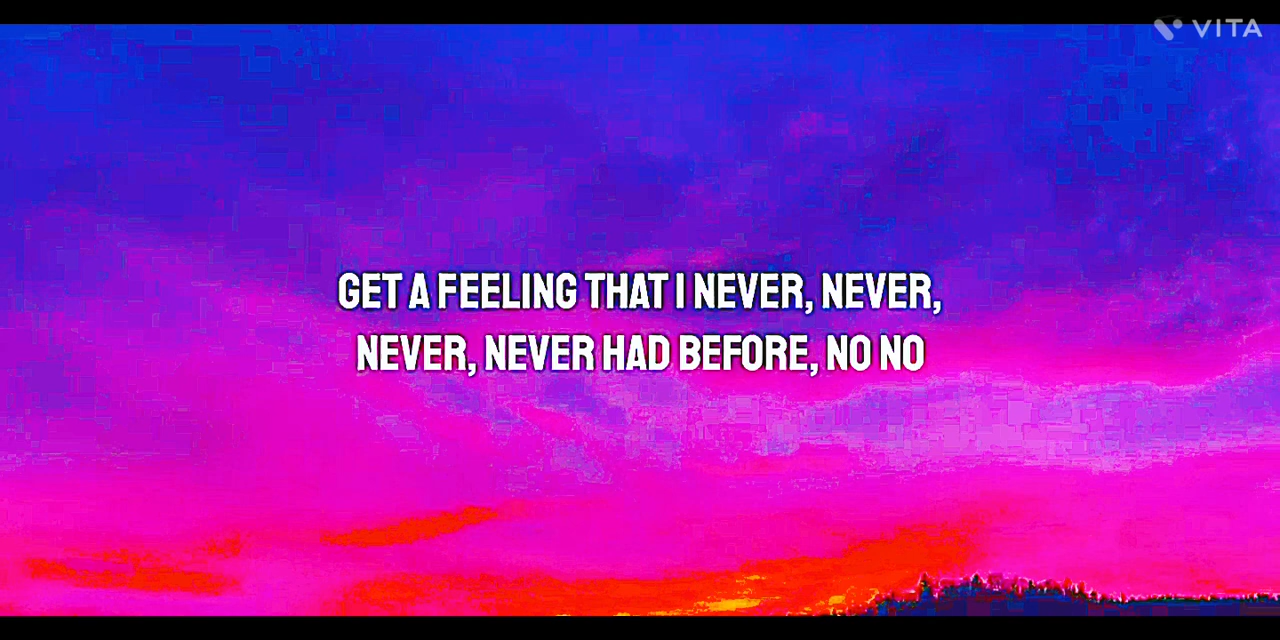 VITA
GET A FEELING THAT I NEVER, NEVER,
NEVER, NEVER HAD BEFORE, NO NO